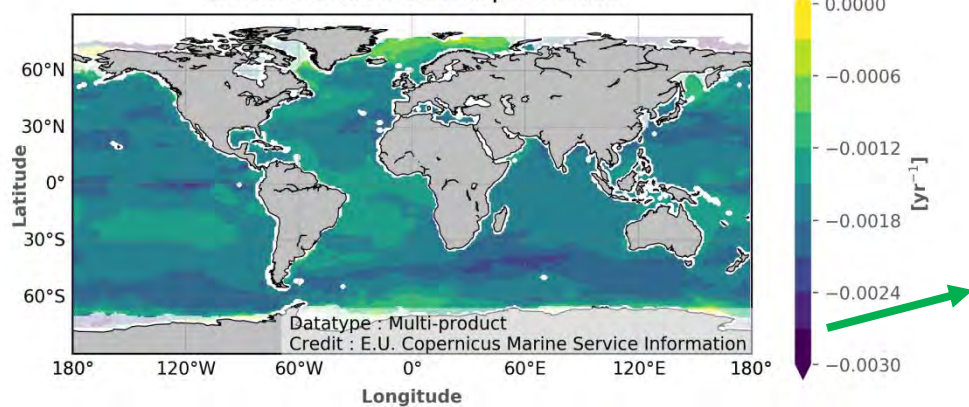 0.0000
−0.0006
−0.0012
−0.0018
−0.0024
−0.0030
[yr⁻¹]
60°N
30°N
0°
30°S
60°S
Latitude
Datatype : Multi-product
Credit : E.U. Copernicus Marine Service Information
180° 120°W 60°W 0° 60°E 120°E 180°
Longitude